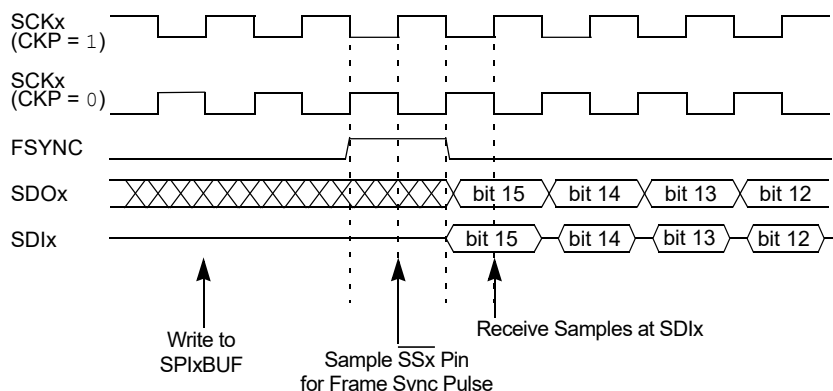 SCKx
(CKP = 1)
SCKx
(CKP = 0)
FSYNC
SDOx
bit 15
bit 14
bit 13
bit 12
SDIx
bit 15
bit 14
bit 13
bit 12
Write to
SPIxBUF
Sample SSx Pin
for Frame Sync Pulse
Receive Samples at SDIx